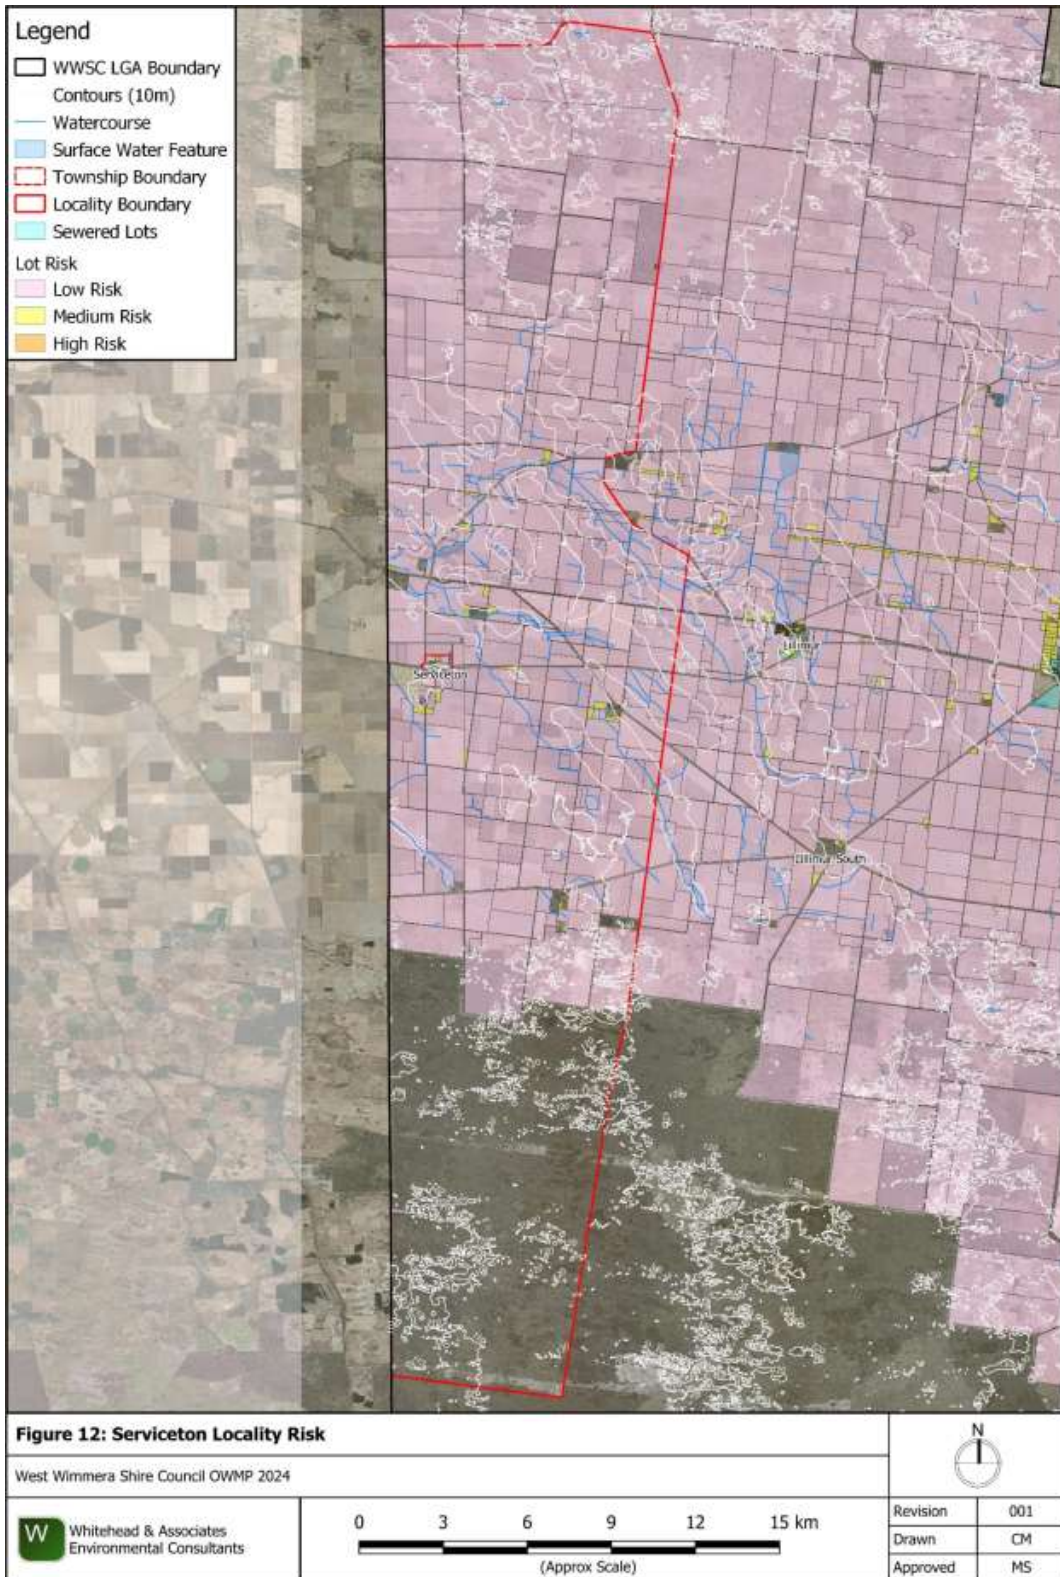 Legend
WWSC LGA Boundary
Contours (10m)
Watercourse
Surface Water Feature
Township Boundary
Locality Boundary
Sewered Lots
Lot Risk
Low Risk
Medium Risk
High Risk
Lillimur
Serviceton
Lillimur South
Figure 12: Serviceton Locality Risk
West Wimmera Shire Council OWMP 2024
N
W
Whitehead & Associates
Environmental Consultants
0 3 6 9 12 15 km
(Approx Scale)
Revision 001
Drawn CM
Approved MS